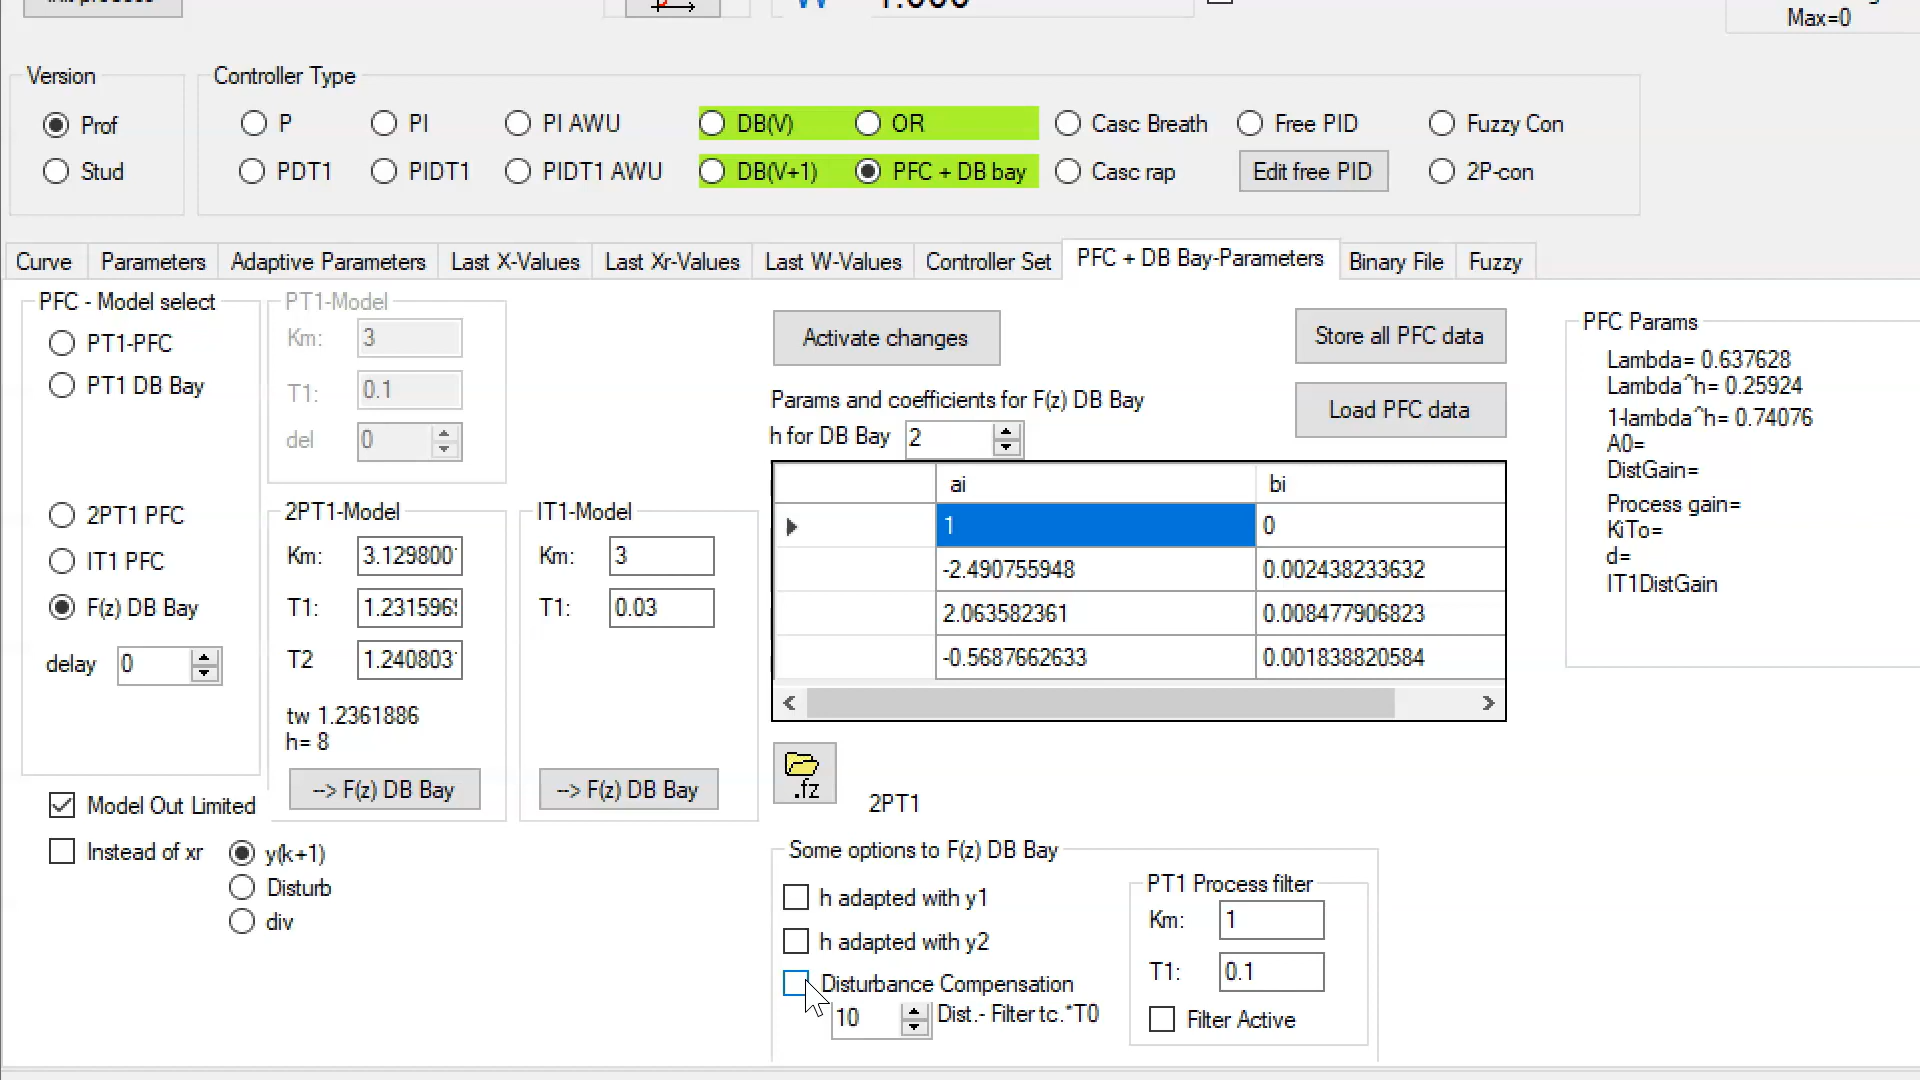 Max=0
Version
Controller Type
Prof
P
PI
PI AWU
DB(V)
OR
Casc Breath
Free PID
Fuzzy Con
Stud
PDT1
PIDT1
PIDT1 AWU
DB(V+1)
PFC + DB bay
Casc rap
Edit free PID
2P-con
Curve
Parameters
Adaptive Parameters
Last X-Values
Last Xr-Values
Last W-Values
Controller Set
PFC + DB Bay-Parameters
Binary File
Fuzzy
PFC - Model select
PT1-PFC
PT1 DB Bay
2PT1 PFC
IT1 PFC
F(z) DB Bay
delay 0
Model Out Limited
Instead of xr
y(k+1)
Disturb
div
PT1-Model
Km: 3
T1: 0.1
del 0
2PT1-Model
Km: 3.129800
T1: 1.231596
T2 1.240803
tw 1.2361886
h= 8
--> F(z) DB Bay
IT1-Model
Km: 3
T1: 0.03
--> F(z) DB Bay
Activate changes
Store all PFC data
Load PFC data
Params and coefficients for F(z) DB Bay
h for DB Bay 2
ai bi
1 0
-2.490755948 0.002438233632
2.063582361 0.008477906823
-0.5687662633 0.001838820584
.fz
2PT1
Some options to F(z) DB Bay
h adapted with y1
h adapted with y2
Disturbance Compensation
10 Dist.- Filter tc.*T0
PT1 Process filter
Km: 1
T1: 0.1
Filter Active
PFC Params
Lambda= 0.637628
Lambda^h= 0.25924
1-lambda^h= 0.74076
A0=
DistGain=
Process gain=
KiTo=
d=
IT1DistGain